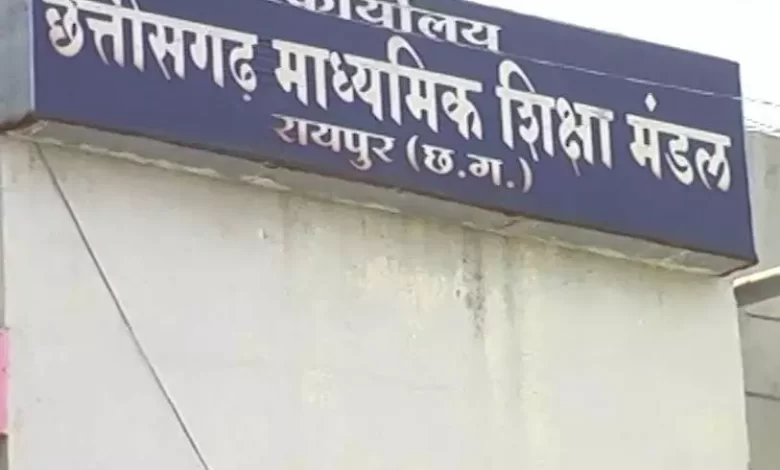 कार्यालय
छत्तीसगढ़ माध्यमिक शिक्षा मंडल
रायपुर (छ.ग.)